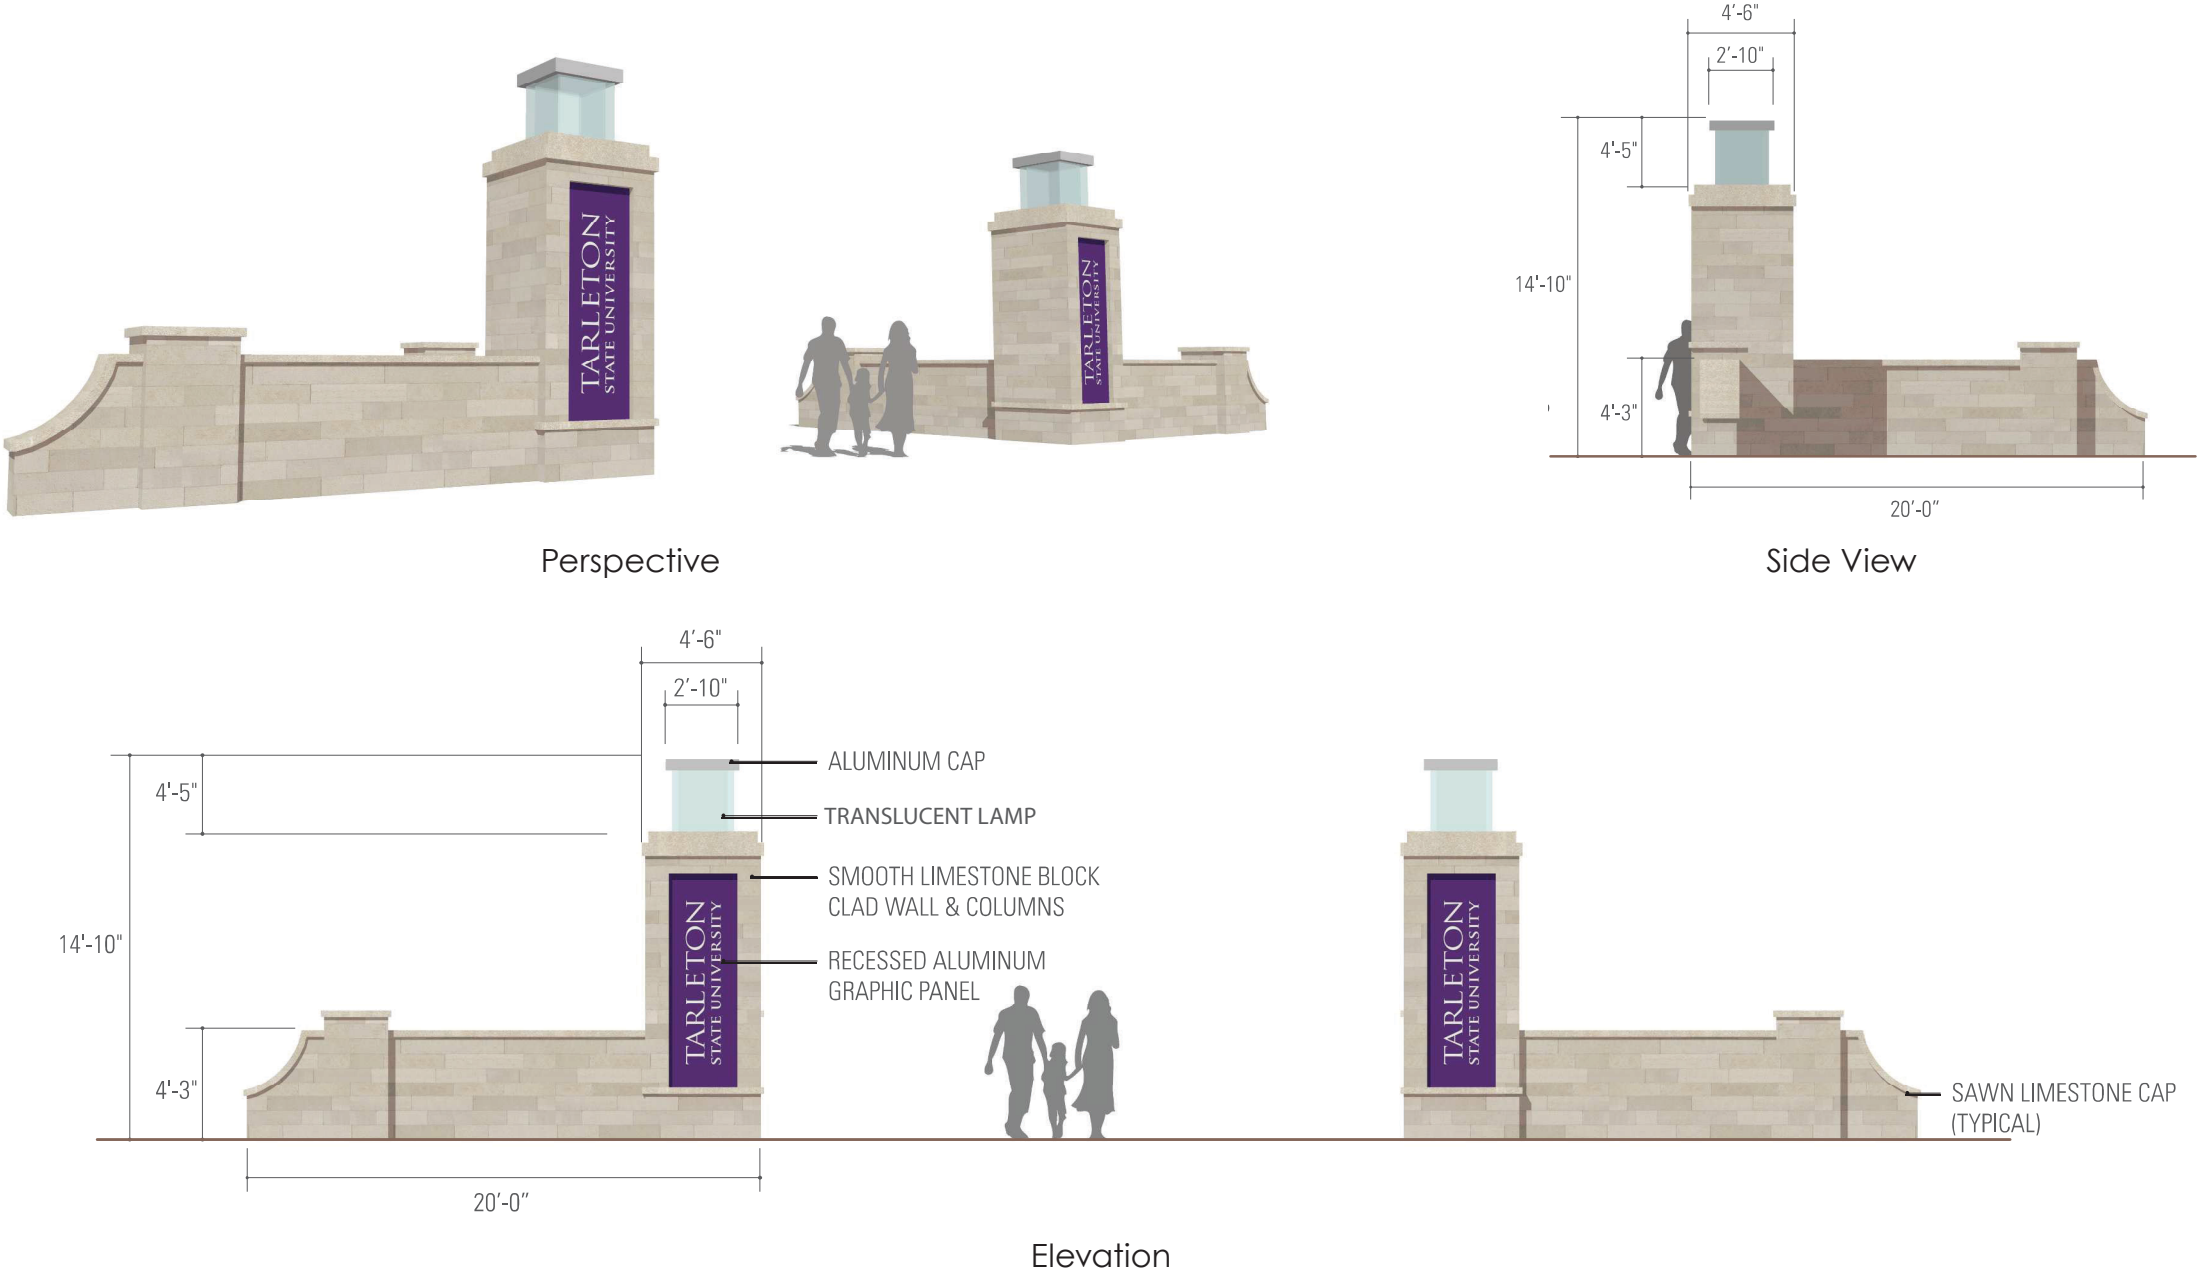 TARLETON
STATE UNIVERSITY
TARLETON
STATE UNIVERSITY
Perspective
4'-6"
2'-10"
4'-5"
14'-10"
4'-3"
20'-0"
Side View
4'-6"
2'-10"
4'-5"
14'-10"
4'-3"
20'-0"
TARLETON
STATE UNIVERSITY
ALUMINUM CAP
TRANSLUCENT LAMP
SMOOTH LIMESTONE BLOCK
CLAD WALL & COLUMNS
RECESSED ALUMINUM
GRAPHIC PANEL
TARLETON
STATE UNIVERSITY
SAWN LIMESTONE CAP
(TYPICAL)
Elevation